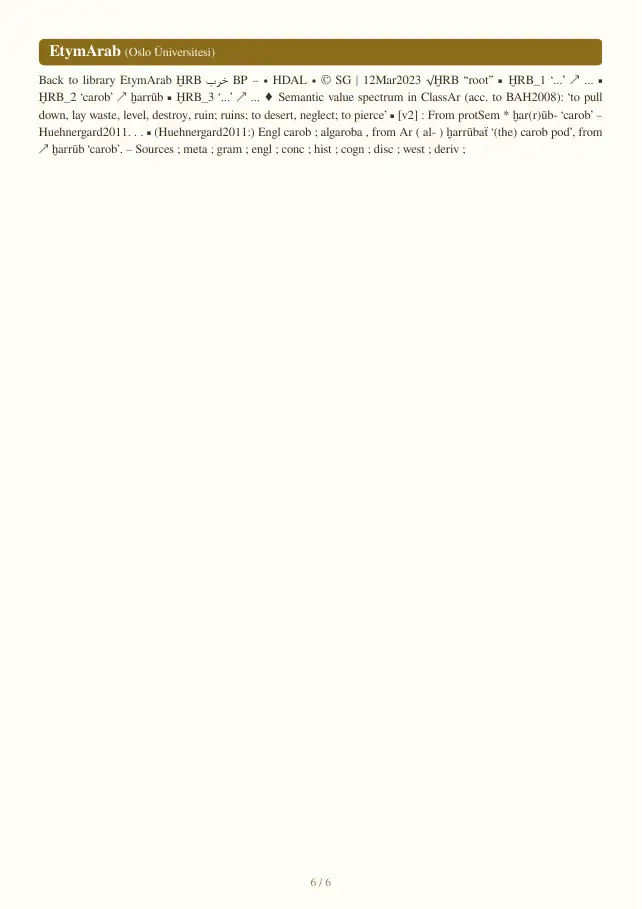 EtymArab (Oslo Üniversitesi)
Back to library EtymArab ḪRB خرب BP – • HDAL • © SG | 12Mar2023 √ḪRB “root” ▪ ḪRB_1 ‘...’ ↗ ... ▪
ḪRB_2 ‘carob’ ↗ ḫarrūb ▪ ḪRB_3 ‘...’ ↗ ... ♦ Semantic value spectrum in ClassAr (acc. to BAH2008): ‘to pull
down, lay waste, level, destroy, ruin; ruins; to desert, neglect; to pierce’ ▪ [v2] : From protSem * ḫar(r)ūb- ‘carob’ –
Huehnergard2011. . . ▪ (Huehnergard2011:) Engl carob ; algaroba , from Ar ( al- ) ḫarrūbaẗ ‘(the) carob pod’, from
↗ ḫarrūb ‘carob’. – Sources ; meta ; gram ; engl ; conc ; hist ; cogn ; disc ; west ; deriv ;
6 / 6